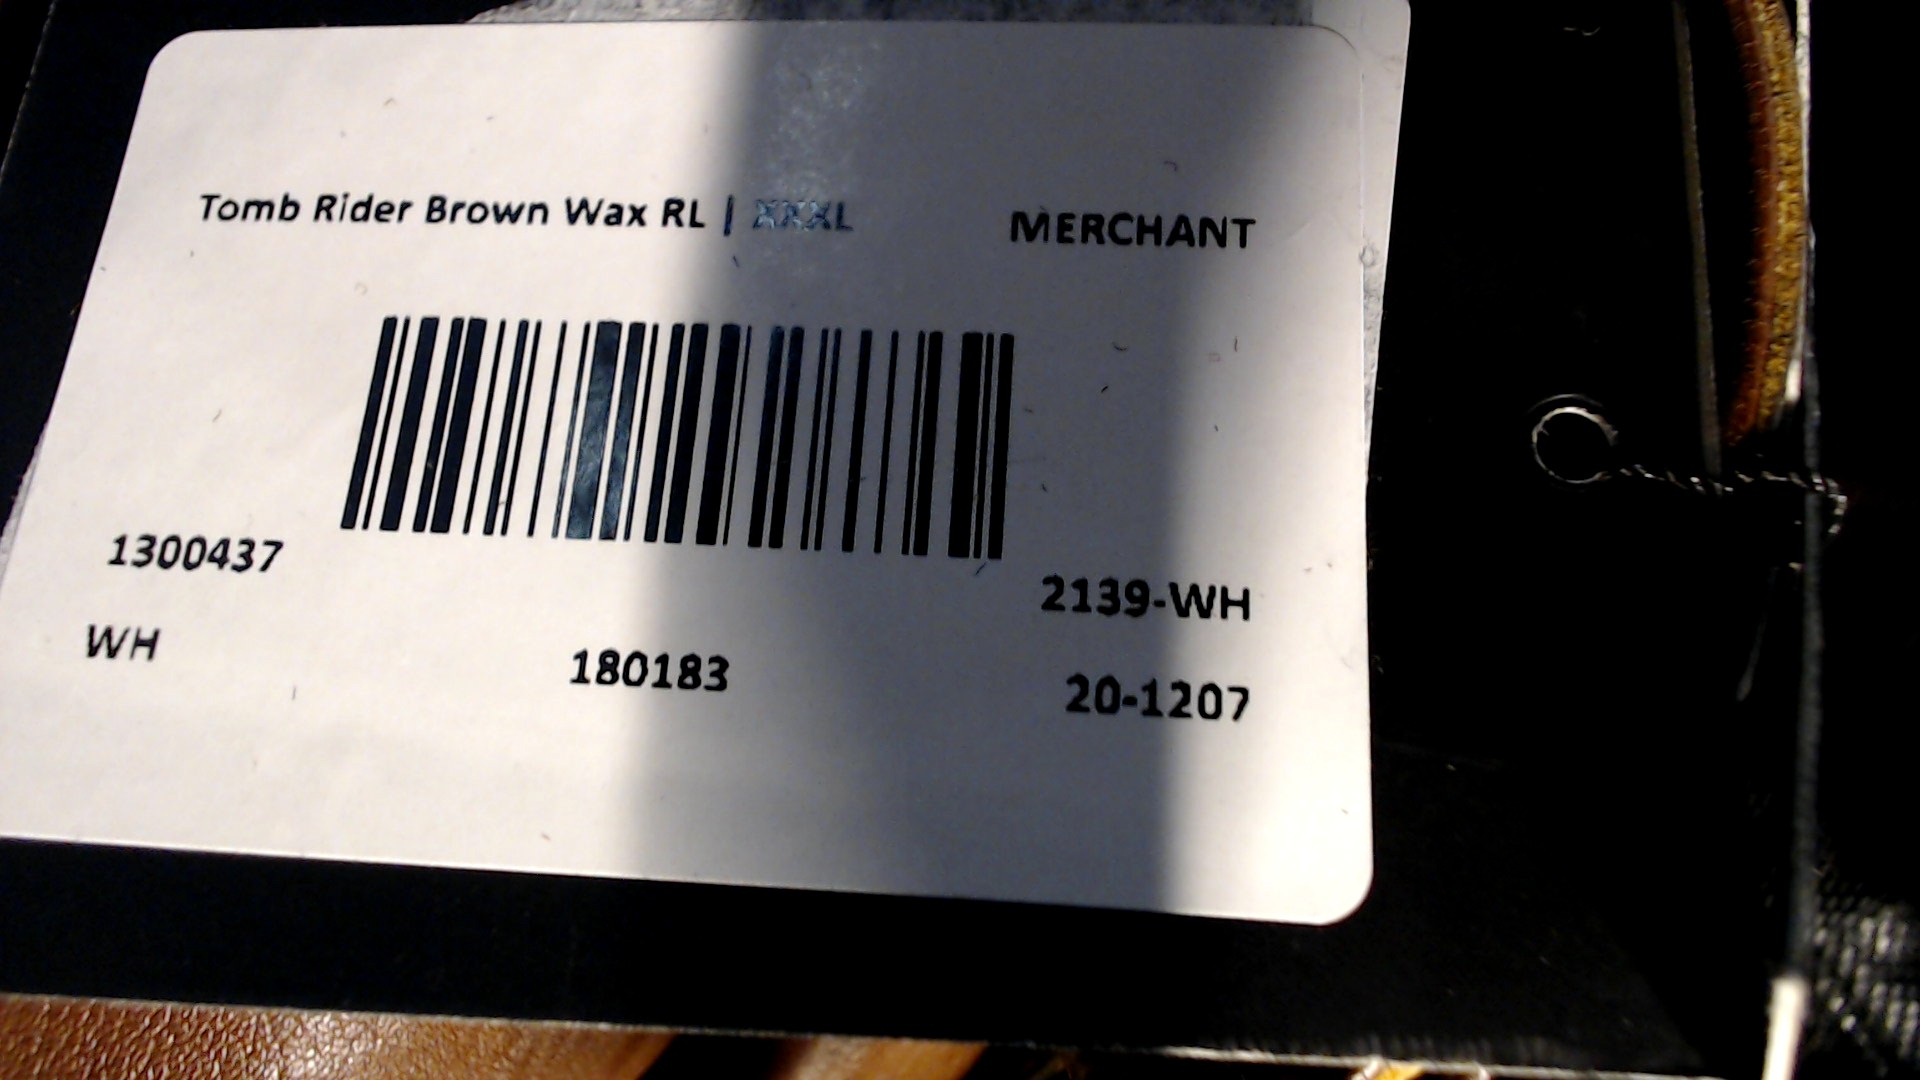 Tomb Rider Brown Wax RL | XXXL MERCHANT
1300437
2139-WH
WH 180183 20-1207